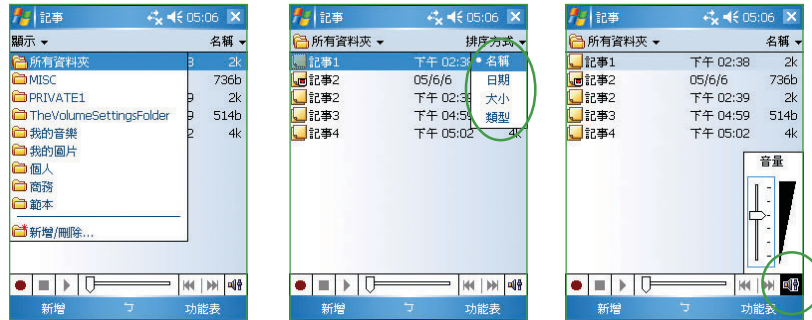 記事 05:06
顯示 名稱
所有資料夾 3 2k
MISC 736b
PRIVATE1 9 2k
TheVolumeSettingsFolder 9 514b
我的音樂 2 4k
我的圖片
個人
商務
範本
新增/刪除...
新增 ㄅ 功能表
記事 05:06
所有資料夾 排序方式
記事1 下午 02:3 名稱
記事2 05/6/6 日期
記事2 下午 02:3 大小
記事3 下午 04:59 類型
記事4 下午 05:02 4k
新增 ㄅ 功能表
記事 05:06
所有資料夾 名稱
記事1 下午 02:38 2k
記事2 05/6/6 736b
記事2 下午 02:39 2k
記事3 下午 04:59 514b
記事4 下午 05:02 4k
音量
新增 ㄅ 功能表